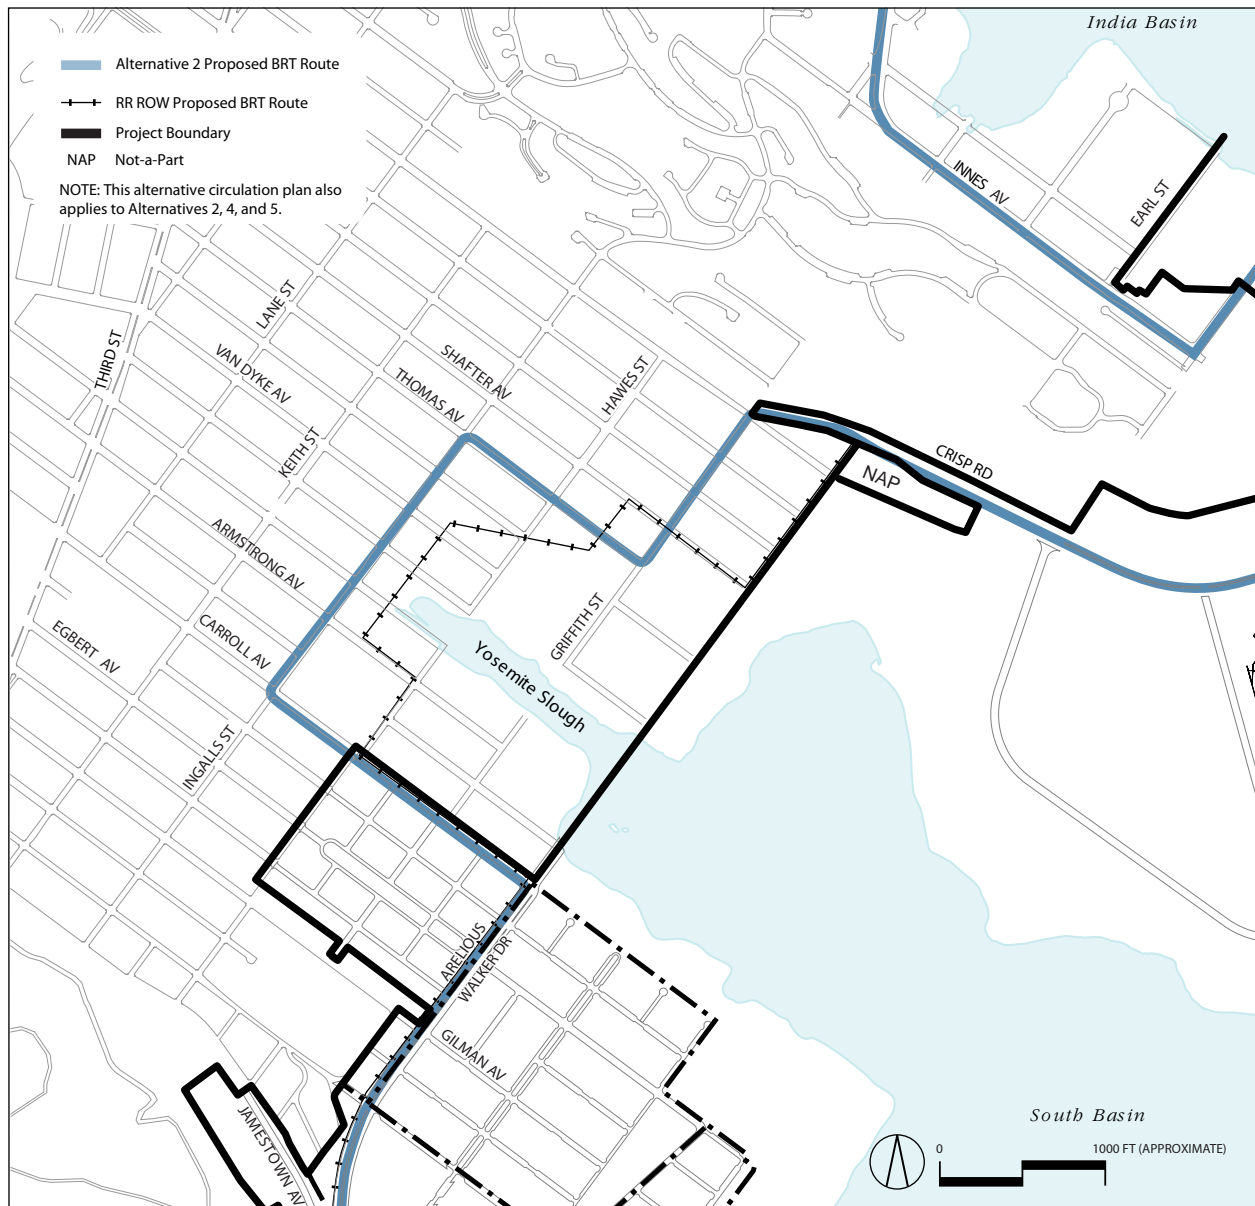 India Basin
Alternative 2 Proposed BRT Route
RR ROW Proposed BRT Route
Project Boundary
NAP Not-a-Part
NOTE: This alternative circulation plan also
applies to Alternatives 2, 4, and 5.
INNES AV
EARL ST
LANE ST
THIRD ST
VAN DYKE AV
SHAFTER AV
THOMAS AV
HAWES ST
KEITH ST
CRISP RD
NAP
ARMSTRONG AV
CARROLL AV
EGBERT AV
GRIFFITH ST
Yosemite Slough
INGALLS ST
ARELIOUS
WALKER DR
GILMAN AV
JAMESTOWN AV
South Basin
0 1000 FT (APPROXIMATE)